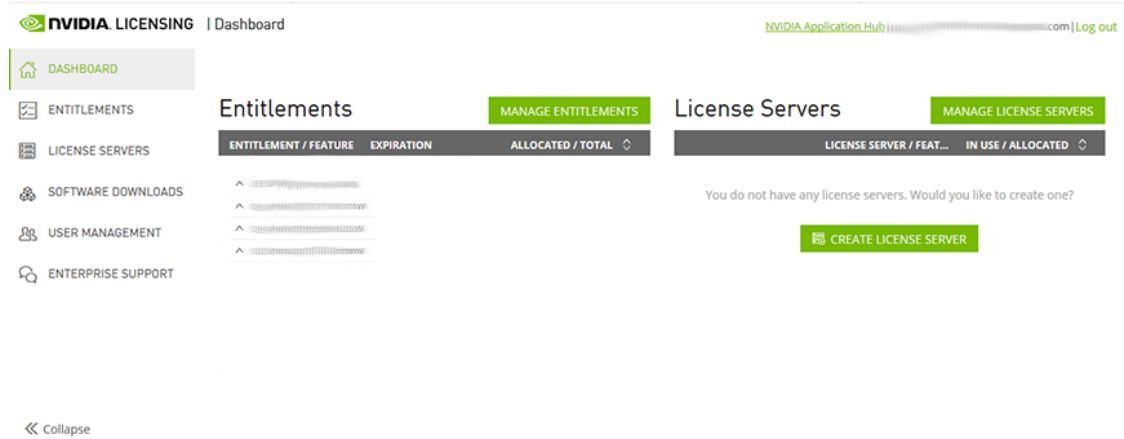 NVIDIA. LICENSING | Dashboard
NVIDIA Application Hub | .com | Log out
DASHBOARD
ENTITLEMENTS
LICENSE SERVERS
SOFTWARE DOWNLOADS
USER MANAGEMENT
ENTERPRISE SUPPORT
Collapse
Entitlements
MANAGE ENTITLEMENTS
ENTITLEMENT / FEATURE EXPIRATION ALLOCATED / TOTAL
License Servers
MANAGE LICENSE SERVERS
LICENSE SERVER / FEAT... IN USE / ALLOCATED
You do not have any license servers. Would you like to create one?
CREATE LICENSE SERVER